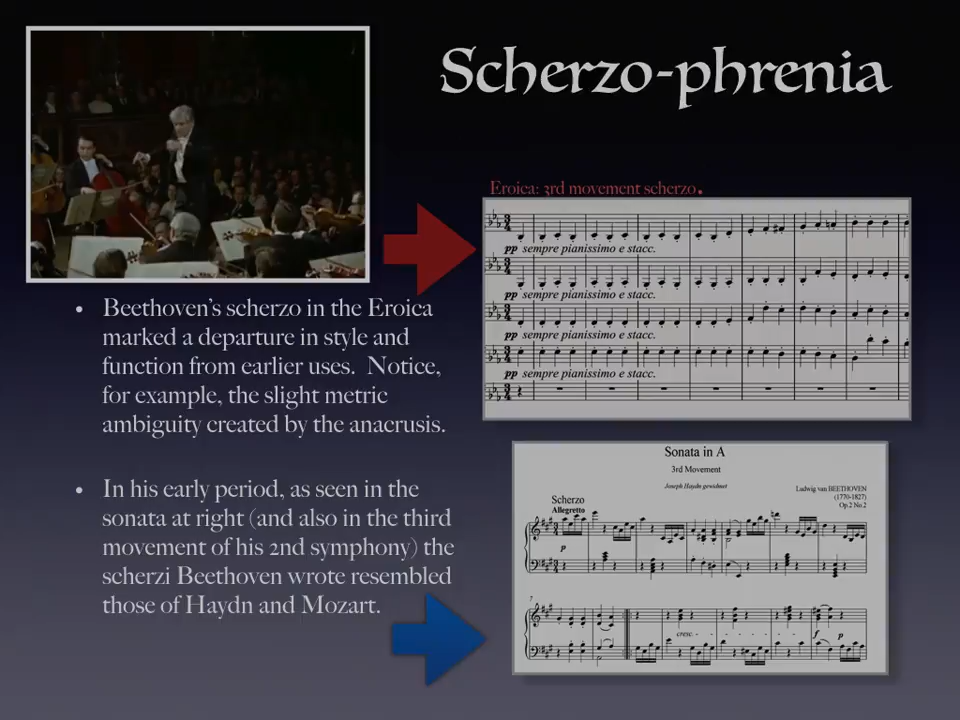 Scherzo-phrenia
Eroica: 3rd movement scherzo.
pp sempre pianissimo e stacc.
pp sempre pianissimo e stacc.
pp sempre pianissimo e stacc.
pp sempre pianissimo e stacc.
• Beethoven's scherzo in the Eroica
marked a departure in style and
function from earlier uses. Notice,
for example, the slight metric
ambiguity created by the anacrusis.
• In his early period, as seen in the
sonata at right (and also in the third
movement of his 2nd symphony) the
scherzi Beethoven wrote resembled
those of Haydn and Mozart.
Sonata in A
3rd Movement
Joseph Haydn gewidmet
Ludwig van BEETHOVEN
(1770-1827)
Op.2 No.2
Scherzo
Allegretto
p
7
cresc. - - - - - - - f p